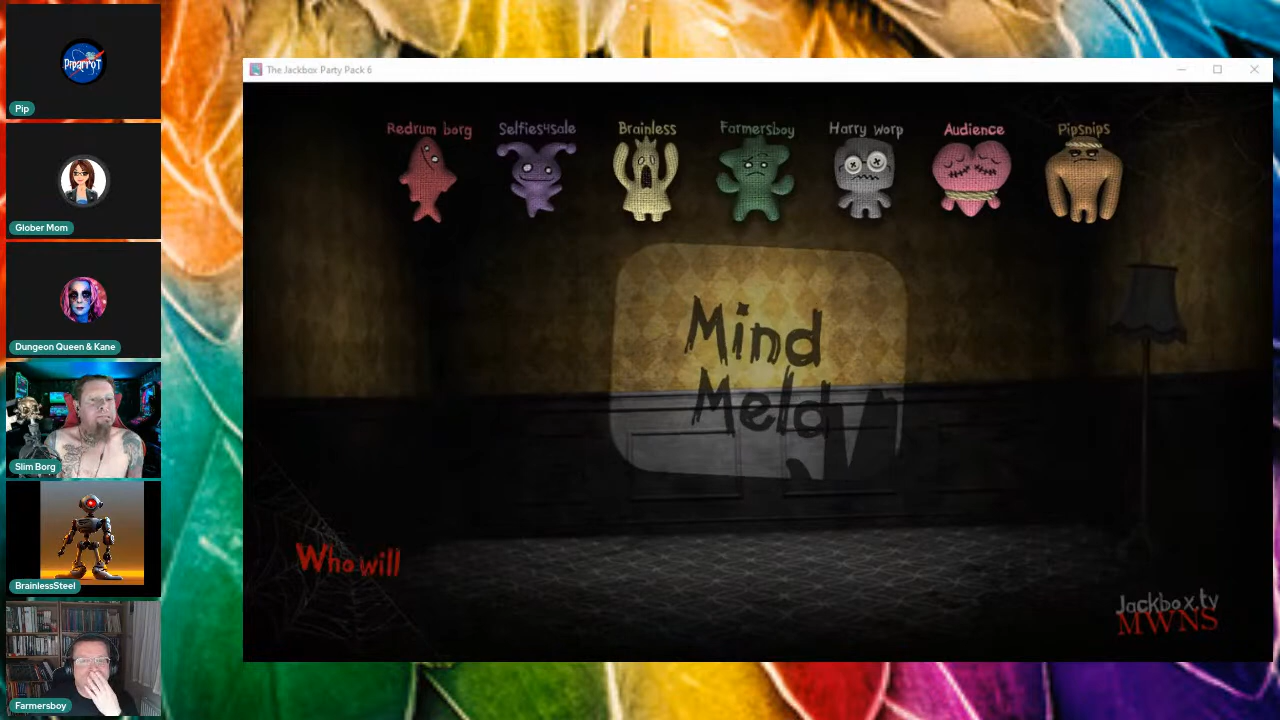 PiparroT
Pip
Glober Mom
Dungeon Queen & Kane
Slim Borg
BrainlessSteel
Farmersboy
The Jackbox Party Pack 6
Redrum borg
Selfies4sale
Brainless
Farmersboy
Harry worp
Audience
PipSnips
Mind
Meld
Who will
Jackbox.tv
MWNS